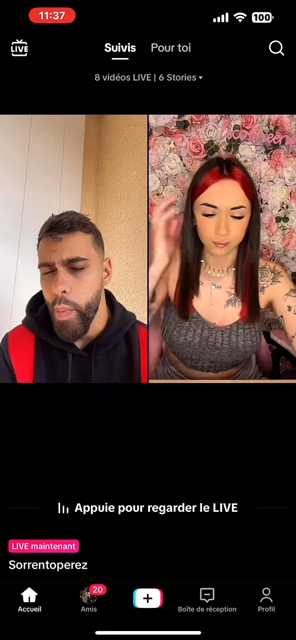 11:37
100
LIVE
Suivis Pour toi
8 vidéos LIVE | 6 Stories
Appuie pour regarder le LIVE
LIVE maintenant
Sorrentoperez
20
Accueil Amis Boîte de réception Profil